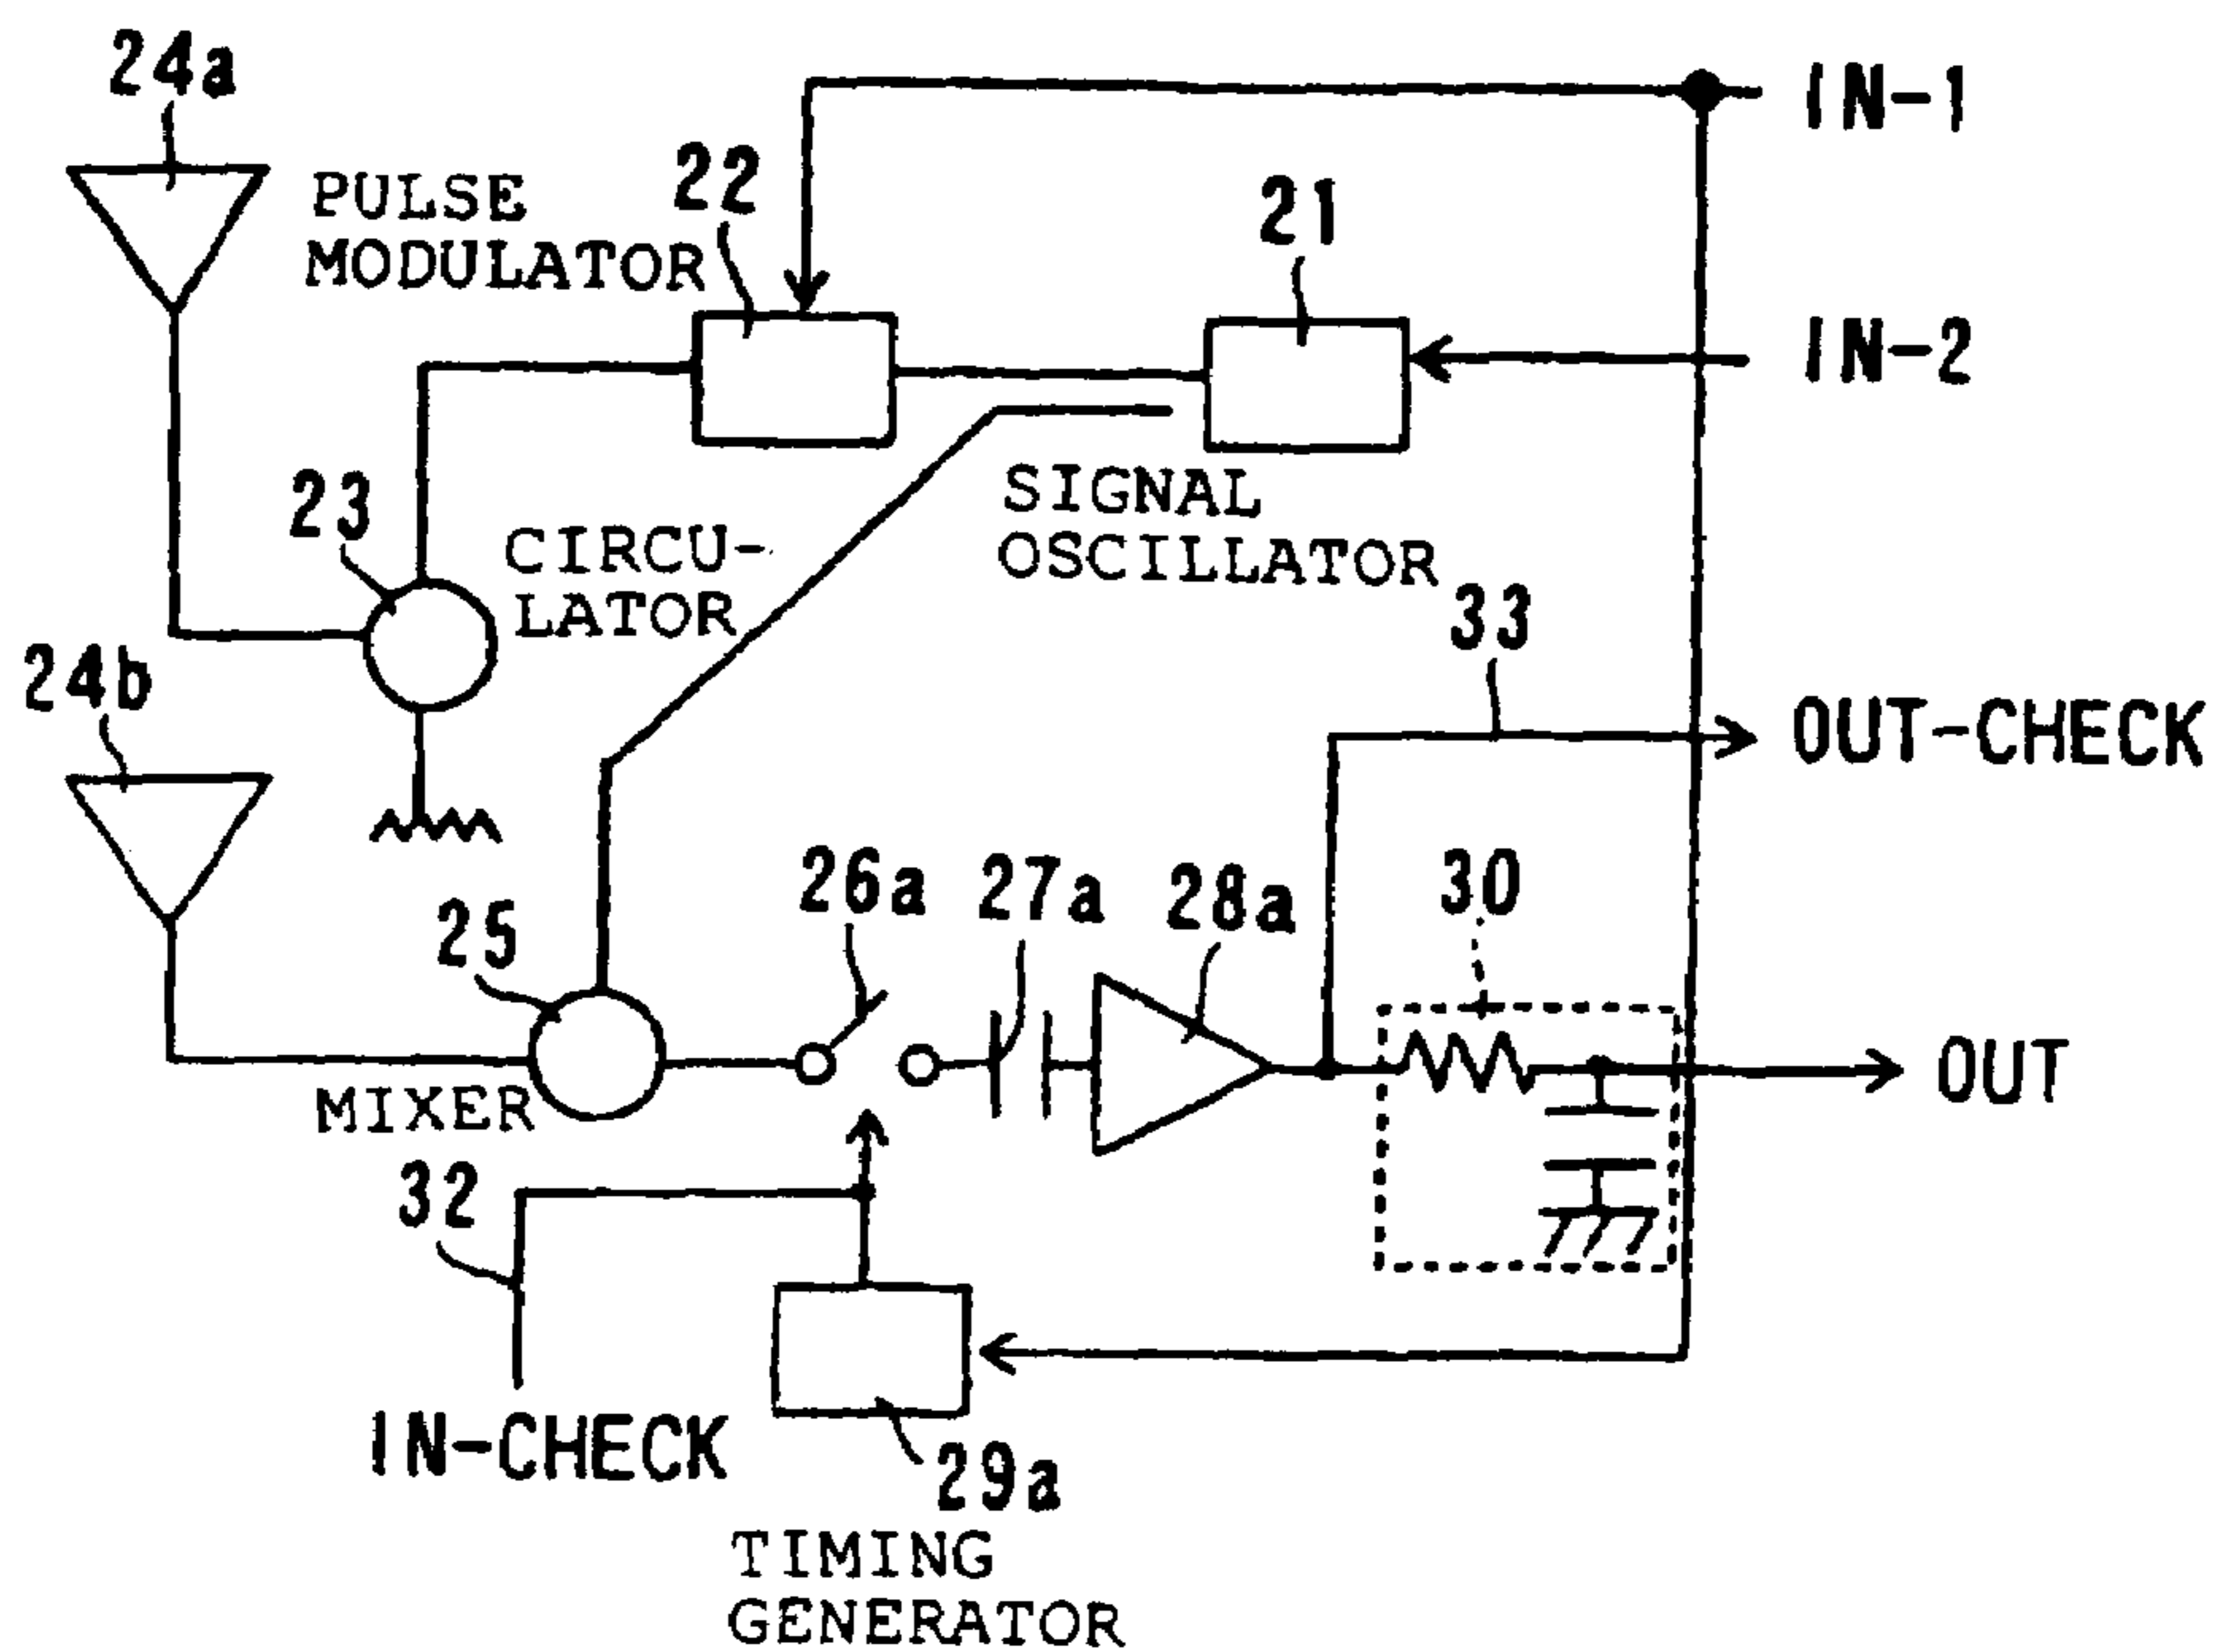 24a
IN-1
PULSE
MODULATOR
22
21
IN-2
23
CIRCU-
LATOR
SIGNAL
OSCILLATOR
33
24b
OUT-CHECK
25
26a
27a
28a
30
OUT
MIXER
32
IN-CHECK
29a
TIMING
GENERATOR